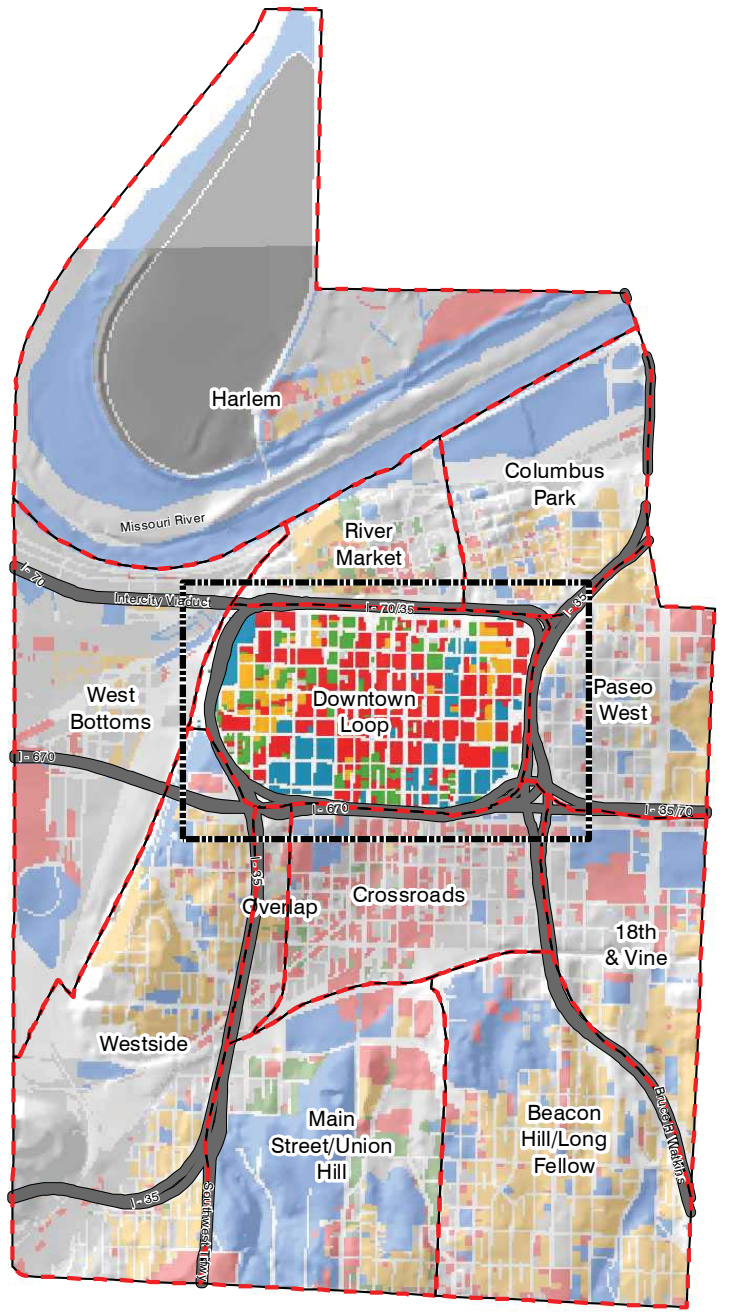 Harlem
Columbus
Park
Missouri River
River
Market
I - 70
Intercity Viaduct
I - 70/35
I - 35
West
Bottoms
Downtown
Loop
Paseo
West
I - 670
I - 670
I - 35/70
I - 35
Overlap
Crossroads
18th
& Vine
Westside
Main
Street/Union
Hill
Beacon
Hill/Long
Fellow
Bruce R Watkins
I - 35
Southwest Trfwy